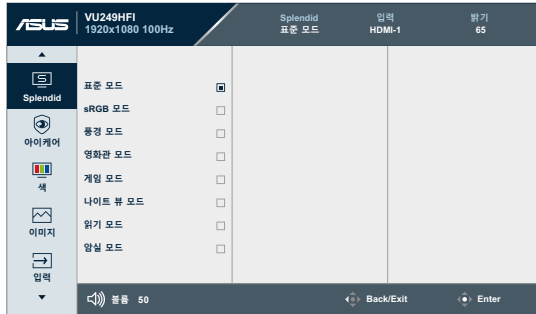 ASUS
VU249HFI
1920x1080 100Hz
Splendid
표준 모드
입력
HDMI-1
밝기
65
Splendid
아이케어
색
이미지
입력
표준 모드
sRGB 모드
풍경 모드
영화관 모드
게임 모드
나이트 뷰 모드
읽기 모드
암실 모드
볼륨 50
Back/Exit
Enter